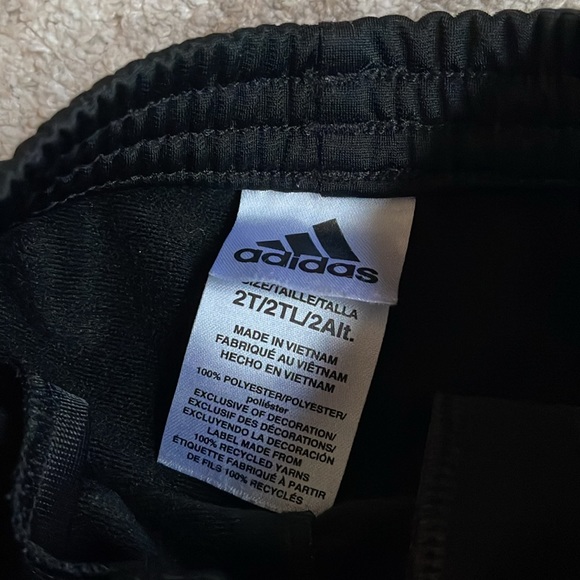 adidas
SIZE/TAILLE/TALLA
2T/2TL/2Alt.
MADE IN VIETNAM
FABRIQUÉ AU VIÊTNAM
HECHO EN VIETNAM
100% POLYESTER/POLYESTER/
poliéster
EXCLUSIVE OF DECORATION/
EXCLUSIF DES DÉCORATIONS/
EXCLUYENDO LA DECORACIÓN
LABEL MADE FROM
100% RECYCLED YARNS
ÉTIQUETTE FABRIQUÉ À PARTIR
DE FILS 100% RECYCLÉS